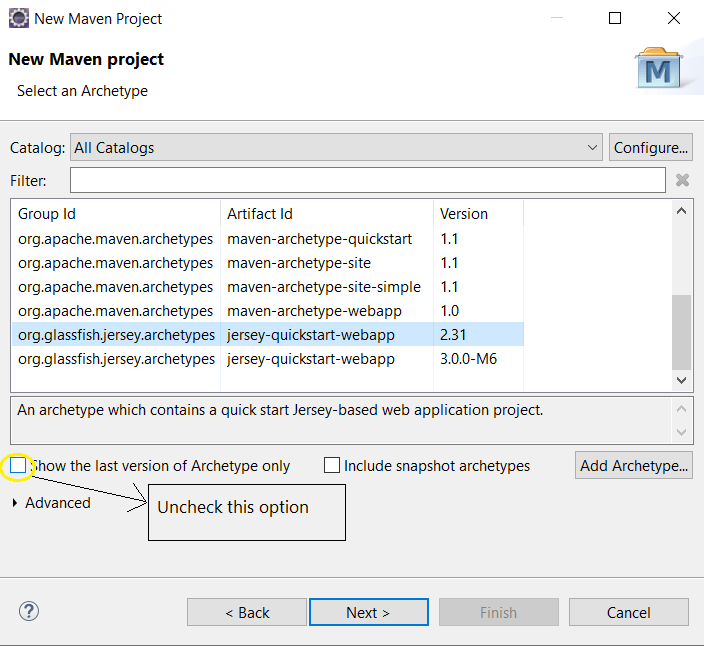 New Maven Project
New Maven project
Select an Archetype
M
Catalog: All Catalogs Configure...
Filter:
Group Id Artifact Id Version
org.apache.maven.archetypes maven-archetype-quickstart 1.1
org.apache.maven.archetypes maven-archetype-site 1.1
org.apache.maven.archetypes maven-archetype-site-simple 1.1
org.apache.maven.archetypes maven-archetype-webapp 1.0
org.glassfish.jersey.archetypes jersey-quickstart-webapp 2.31
org.glassfish.jersey.archetypes jersey-quickstart-webapp 3.0.0-M6
An archetype which contains a quick start Jersey-based web application project.
Show the last version of Archetype only Include snapshot archetypes Add Archetype...
Advanced
Uncheck this option
? < Back Next > Finish Cancel